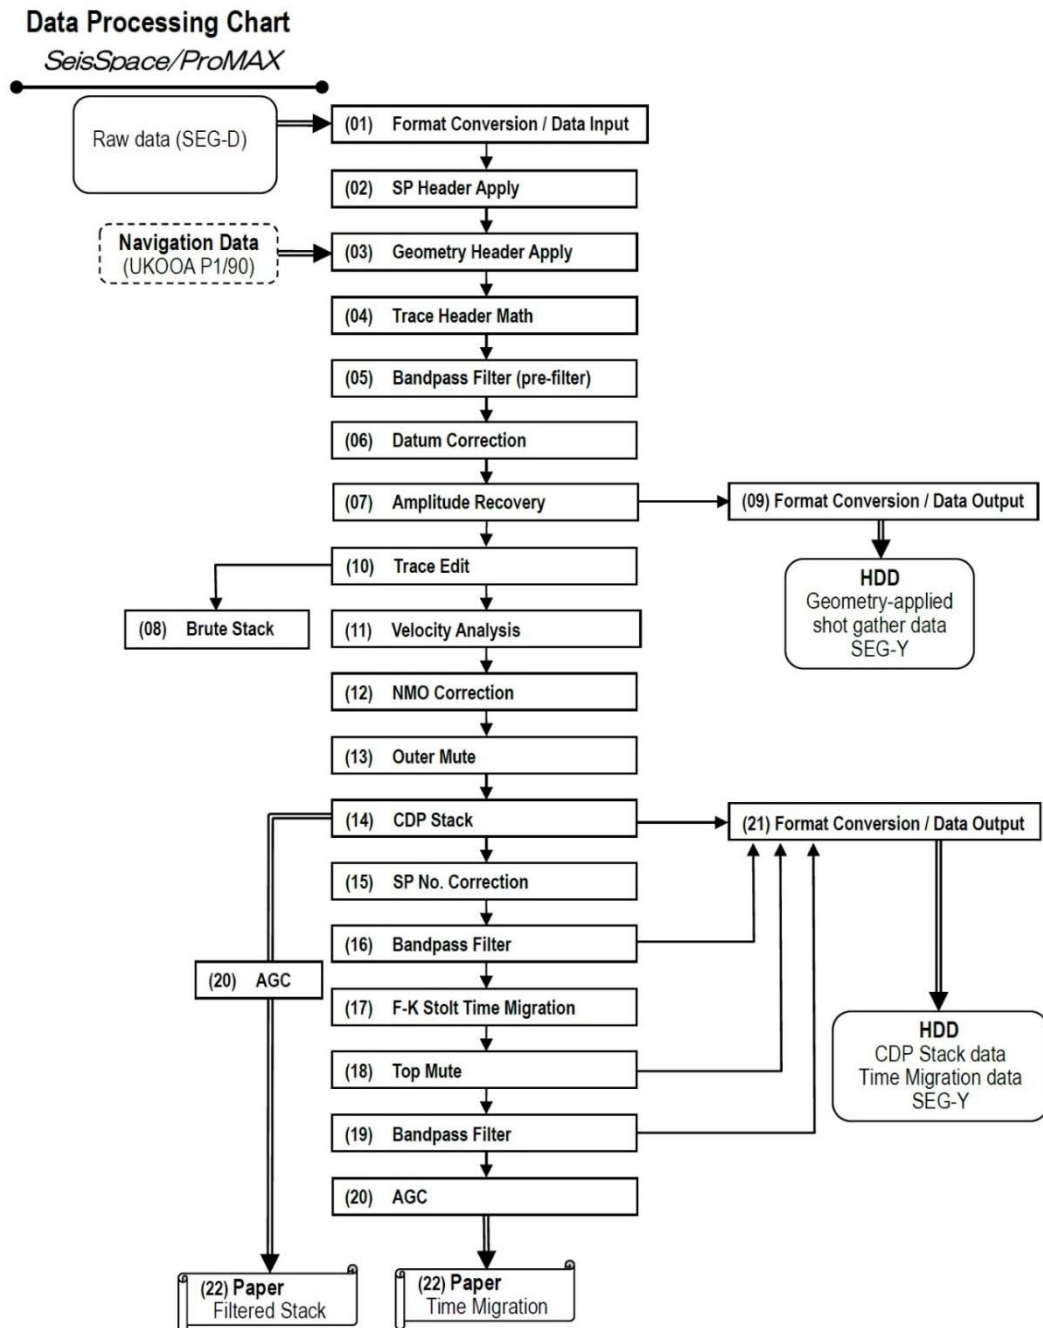 Data Processing Chart
SeisSpace/ProMAX
Raw data (SEG-D)
(01) Format Conversion / Data Input
(02) SP Header Apply
Navigation Data
(UKOOA P1/90)
(03) Geometry Header Apply
(04) Trace Header Math
(05) Bandpass Filter (pre-filter)
(06) Datum Correction
(07) Amplitude Recovery
(09) Format Conversion / Data Output
HDD
Geometry-applied
shot gather data
SEG-Y
(10) Trace Edit
(08) Brute Stack
(11) Velocity Analysis
(12) NMO Correction
(13) Outer Mute
(14) CDP Stack
(21) Format Conversion / Data Output
(15) SP No. Correction
(16) Bandpass Filter
(20) AGC
(17) F-K Stolt Time Migration
HDD
CDP Stack data
Time Migration data
SEG-Y
(18) Top Mute
(19) Bandpass Filter
(20) AGC
(22) Paper
Filtered Stack
(22) Paper
Time Migration